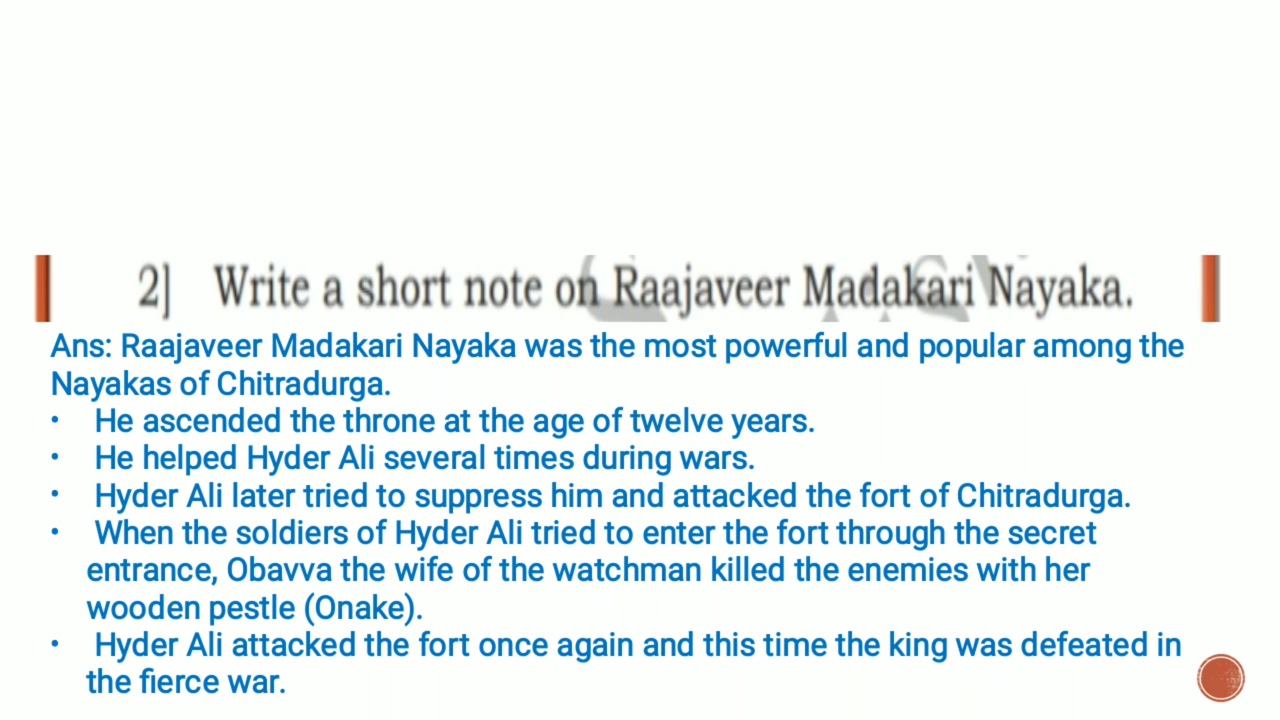 2] Write a short note on Raajaveer Madakari Nayaka.
Ans: Raajaveer Madakari Nayaka was the most powerful and popular among the
Nayakas of Chitradurga.
• He ascended the throne at the age of twelve years.
• He helped Hyder Ali several times during wars.
• Hyder Ali later tried to suppress him and attacked the fort of Chitradurga.
• When the soldiers of Hyder Ali tried to enter the fort through the secret
entrance, Obavva the wife of the watchman killed the enemies with her
wooden pestle (Onake).
• Hyder Ali attacked the fort once again and this time the king was defeated in
the fierce war.